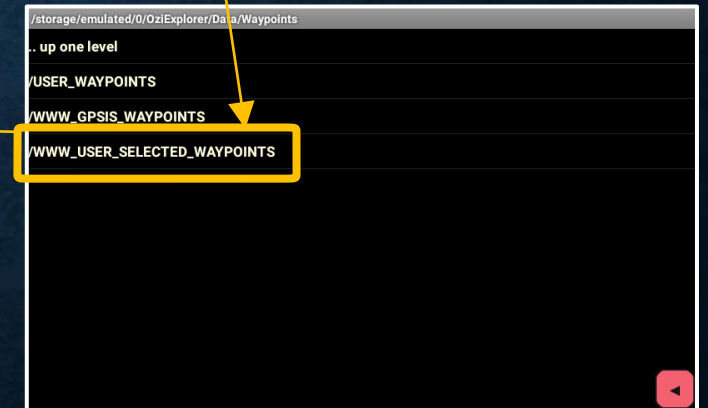 /storage/emulated/0/OziExplorer/Data/Waypoints
.. up one level
/USER_WAYPOINTS
/WWW_GPSIS_WAYPOINTS
/WWW_USER_SELECTED_WAYPOINTS